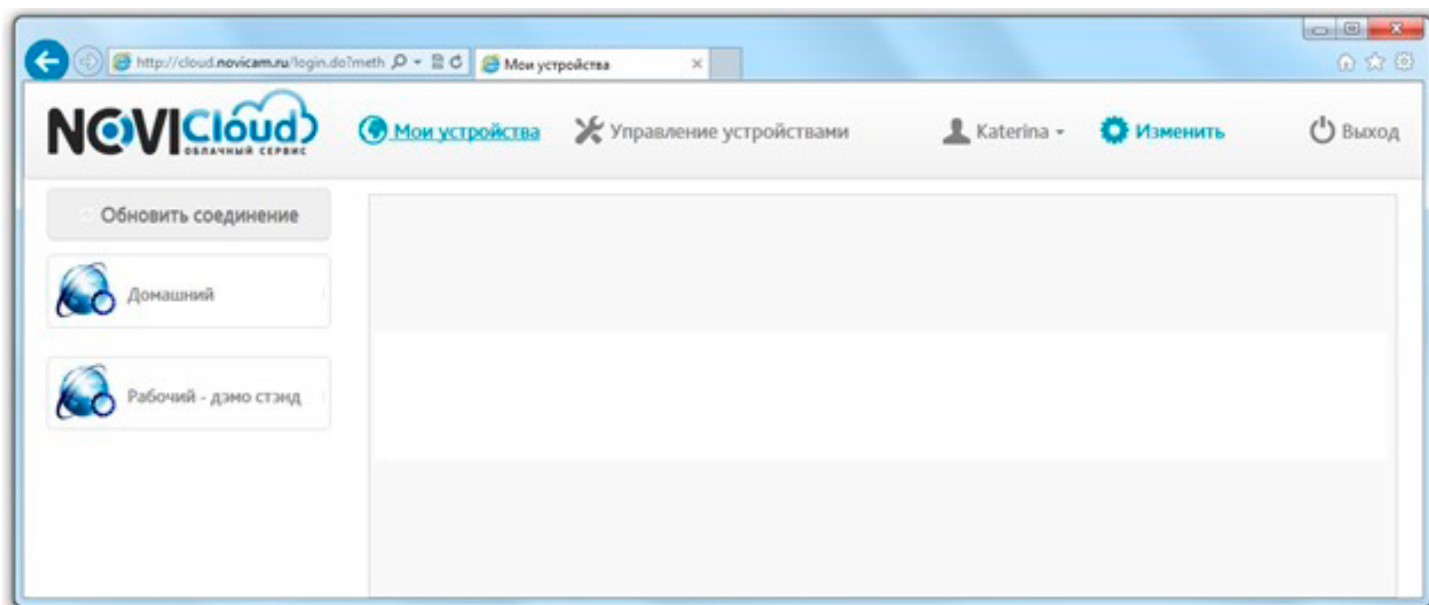 http://cloud.novicam.ru/login.do?meth
Мои устройства
NOVICloud
ОБЛАЧНЫЙ СЕРВИС
Мои устройства
Управление устройствами
Katerina
Изменить
Выход
Обновить соединение
Домашний
Рабочий - дэмо стэнд